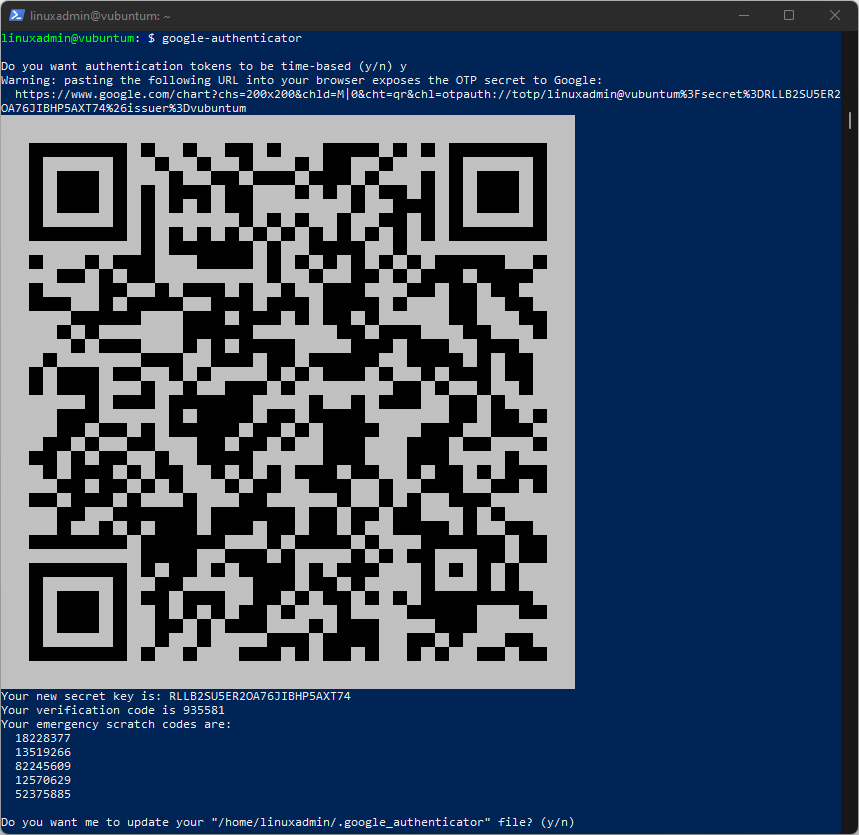 linuxadmin@vubuntum: ~
linuxadmin@vubuntum: $ google-authenticator
Do you want authentication tokens to be time-based (y/n) y
Warning: pasting the following URL into your browser exposes the OTP secret to Google:
https://www.google.com/chart?chs=200x200&chld=M|0&cht=qr&chl=otpauth://totp/linuxadmin@vubuntum%3Fsecret%3DRLLB2SU5ER2
OA76JIBHP5AXT74%26issuer%3Dvubuntum
Your new secret key is: RLLB2SU5ER2OA76JIBHP5AXT74
Your verification code is 935581
Your emergency scratch codes are:
18228377
13519266
82245609
12570629
52375885
Do you want me to update your "/home/linuxadmin/.google_authenticator" file? (y/n)